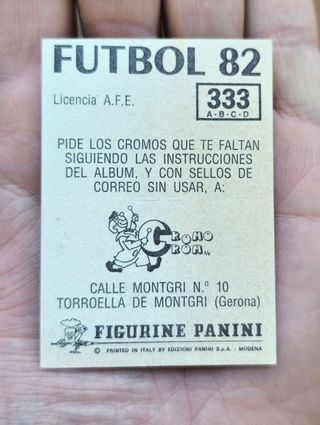 FUTBOL 82
Licencia A.F.E.
333
A-B-C-D
PIDE LOS CROMOS QUE TE FALTAN
SIGUIENDO LAS INSTRUCCIONES
DEL ALBUM, Y CON SELLOS DE
CORREO SIN USAR, A:
CROMO
CROM
CALLE MONTGRI N.º 10
TORROELLA DE MONTGRI (Gerona)
FIGURINE PANINI
© PRINTED IN ITALY BY EDIZIONI PANINI S.p.A. - MODENA